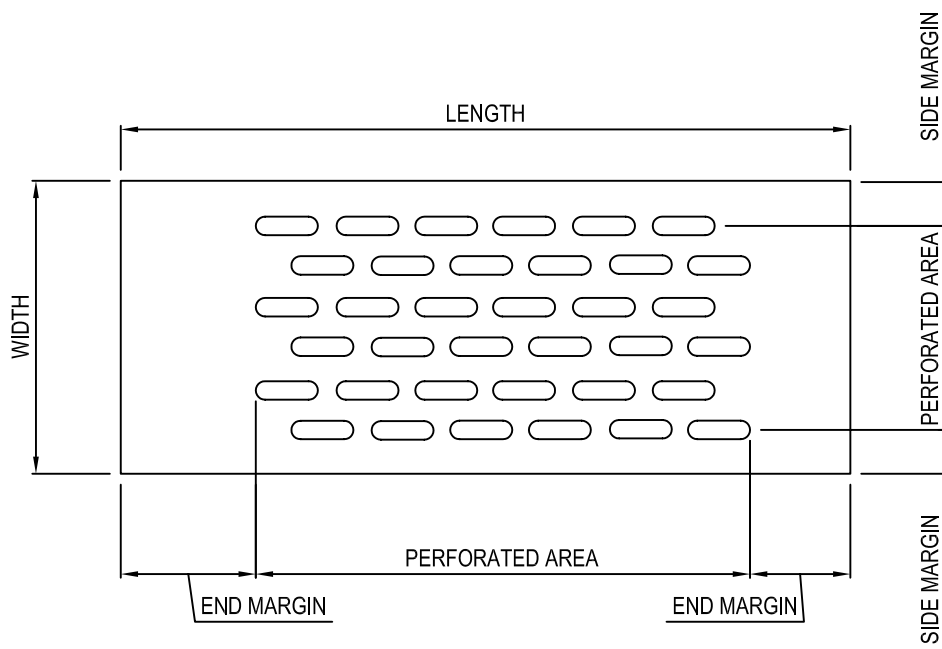 SIDE MARGIN
LENGTH
WIDTH
PERFORATED AREA
PERFORATED AREA
END MARGIN
END MARGIN
SIDE MARGIN